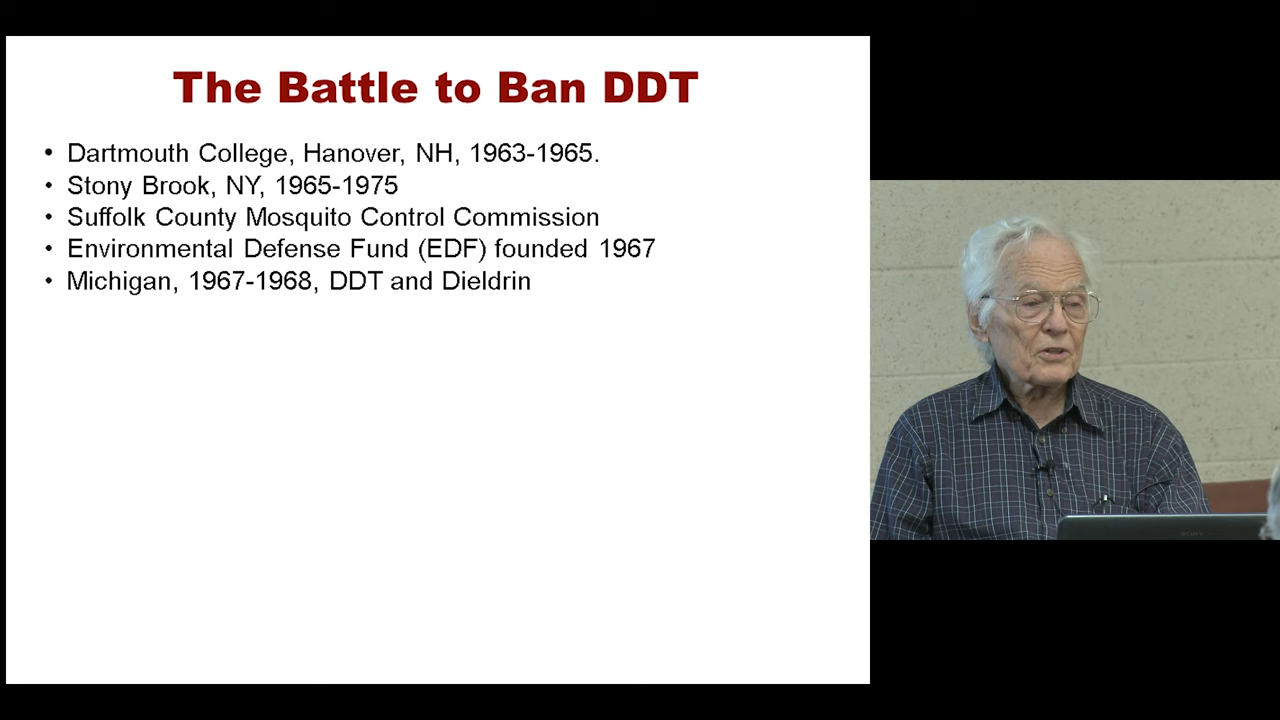 The Battle to Ban DDT
• Dartmouth College, Hanover, NH, 1963-1965.
• Stony Brook, NY, 1965-1975
• Suffolk County Mosquito Control Commission
• Environmental Defense Fund (EDF) founded 1967
• Michigan, 1967-1968, DDT and Dieldrin
SONY